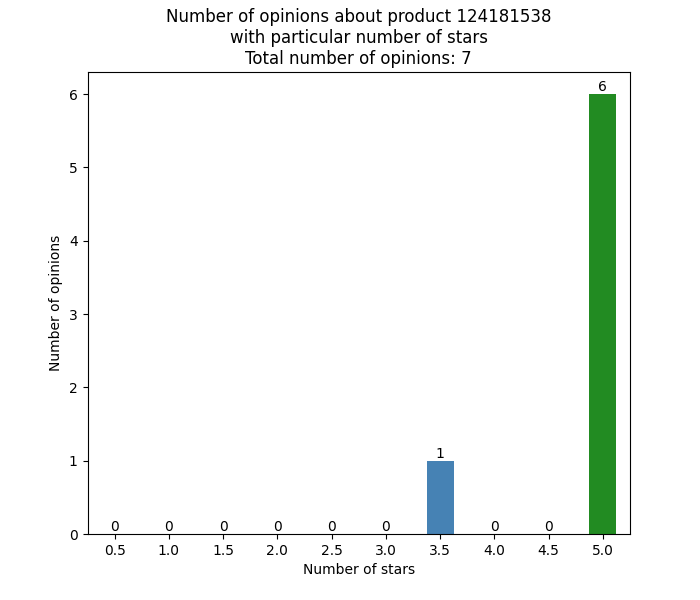 Number of opinions about product 124181538
with particular number of stars
Total number of opinions: 7
6
5
4
3
2
1
0
Number of opinions
0 0 0 0 0 0 1 0 0 6
0.5 1.0 1.5 2.0 2.5 3.0 3.5 4.0 4.5 5.0
Number of stars